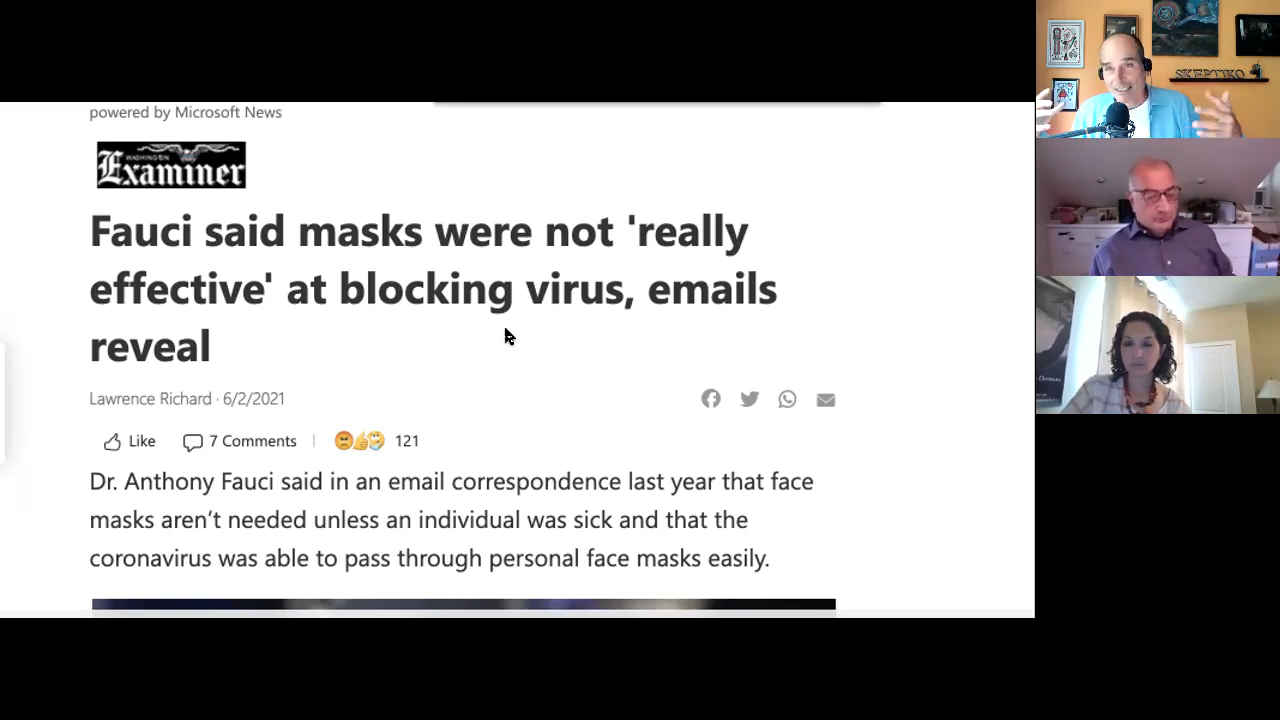 powered by Microsoft News
WASHINGTON
Examiner
Fauci said masks were not 'really
effective' at blocking virus, emails
reveal
Lawrence Richard · 6/2/2021
Like
7 Comments
121
Dr. Anthony Fauci said in an email correspondence last year that face
masks aren’t needed unless an individual was sick and that the
coronavirus was able to pass through personal face masks easily.
SKEPTIKO